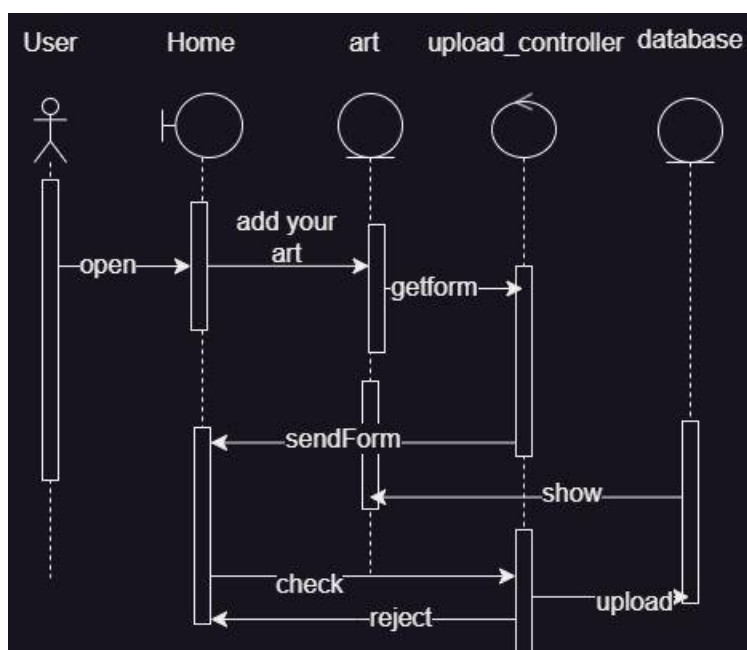 User
Home
art
upload_controller
database
add your
art
open
getform
sendForm
show
check
upload
reject